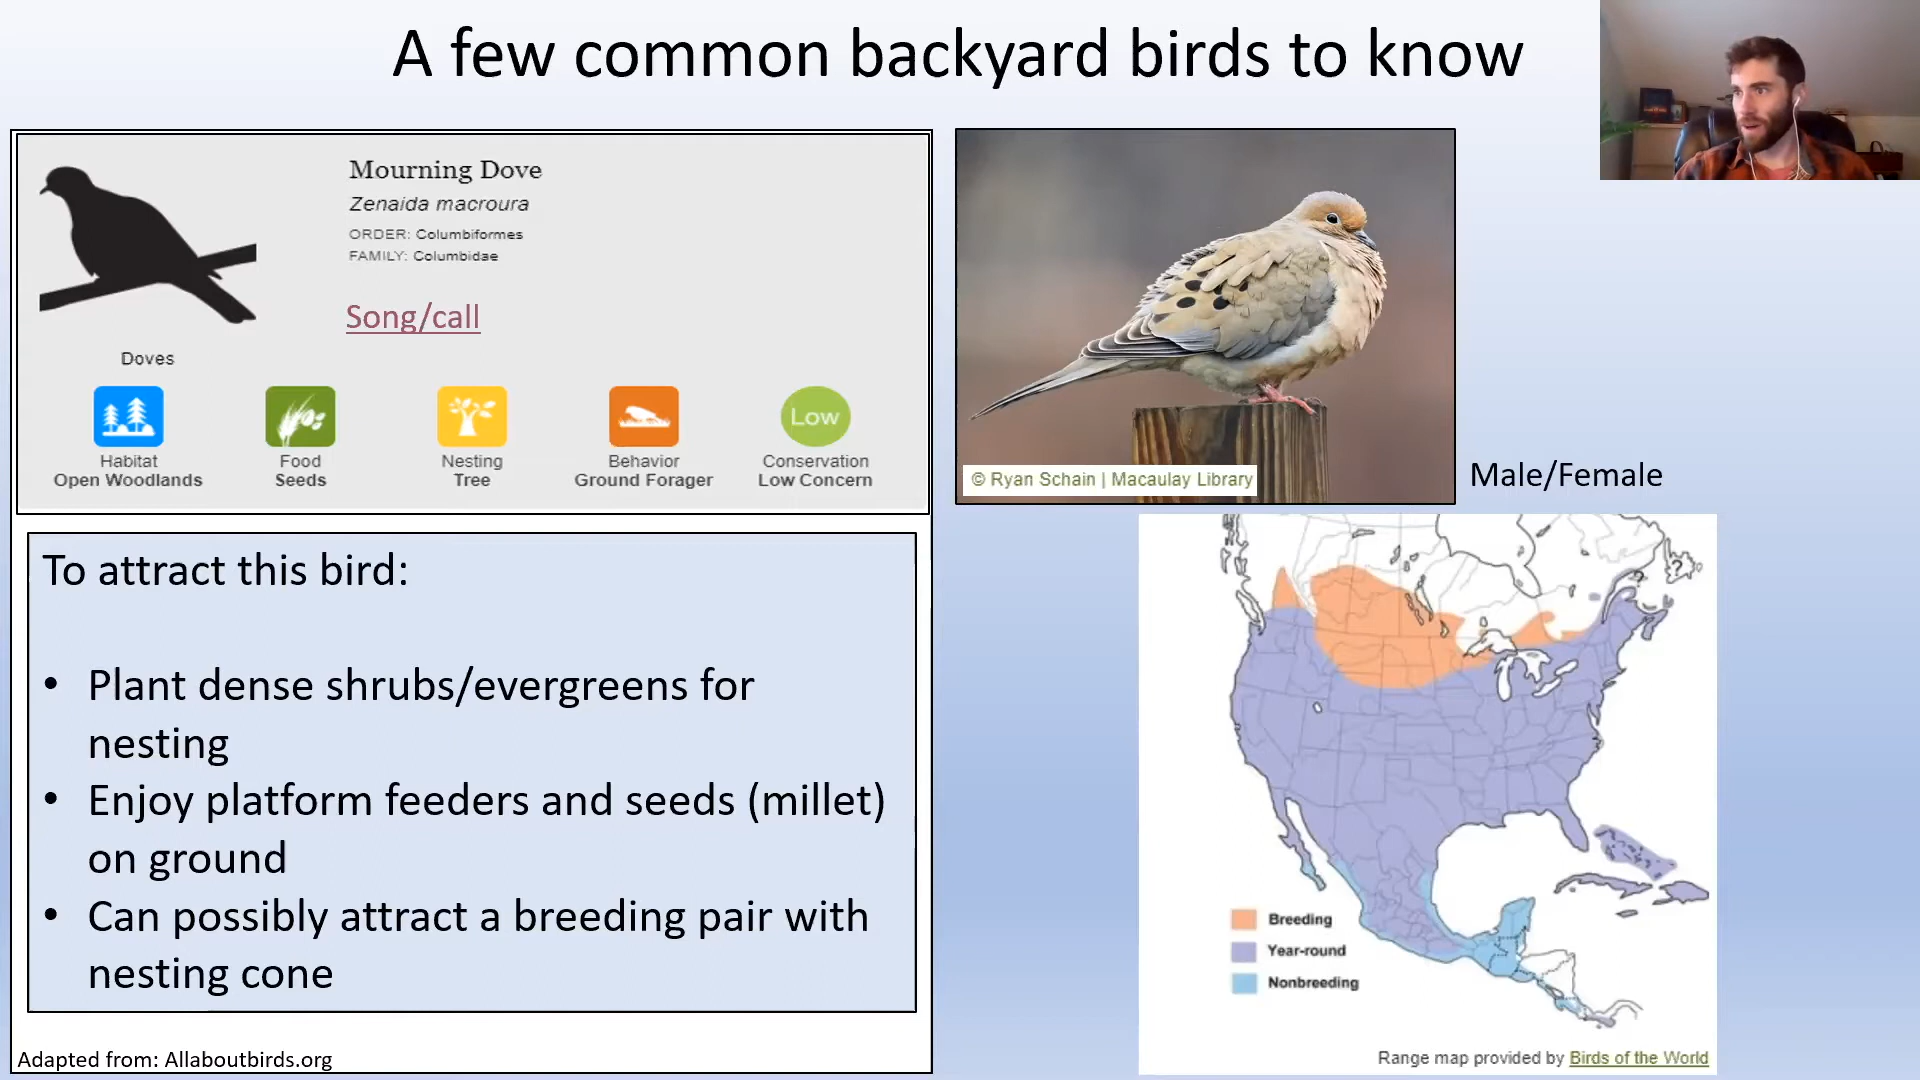 A few common backyard birds to know
Mourning Dove
Zenaida macroura
ORDER: Columbiformes
FAMILY: Columbidae
Song/call
Doves
Low
Habitat
Open Woodlands
Food
Seeds
Nesting
Tree
Behavior
Ground Forager
Conservation
Low Concern
© Ryan Schain | Macaulay Library
Male/Female
To attract this bird:
• Plant dense shrubs/evergreens for
nesting
• Enjoy platform feeders and seeds (millet)
on ground
• Can possibly attract a breeding pair with
nesting cone
Adapted from: Allaboutbirds.org
?
?
Breeding
Year-round
Nonbreeding
Range map provided by Birds of the World